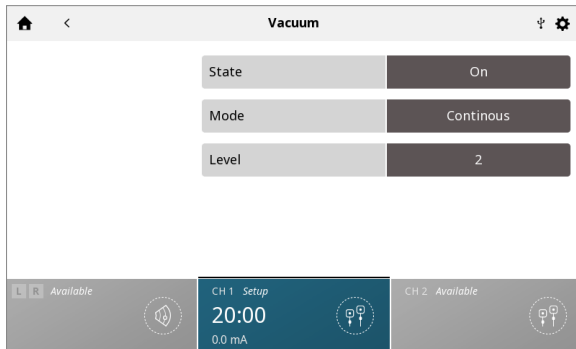 Vacuum
State On
Mode Continous
Level 2
L R Available
CH 1 Setup
20:00
0.0 mA
CH 2 Available